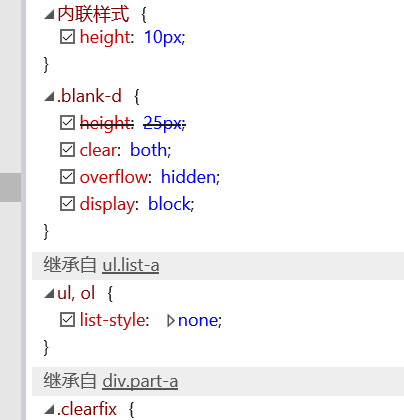 内联样式 {
height: 10px;
}
.blank-d {
height: 25px;
clear: both;
overflow: hidden;
display: block;
}
继承自 ul.list-a
ul, ol {
list-style: none;
}
继承自 div.part-a
.clearfix {